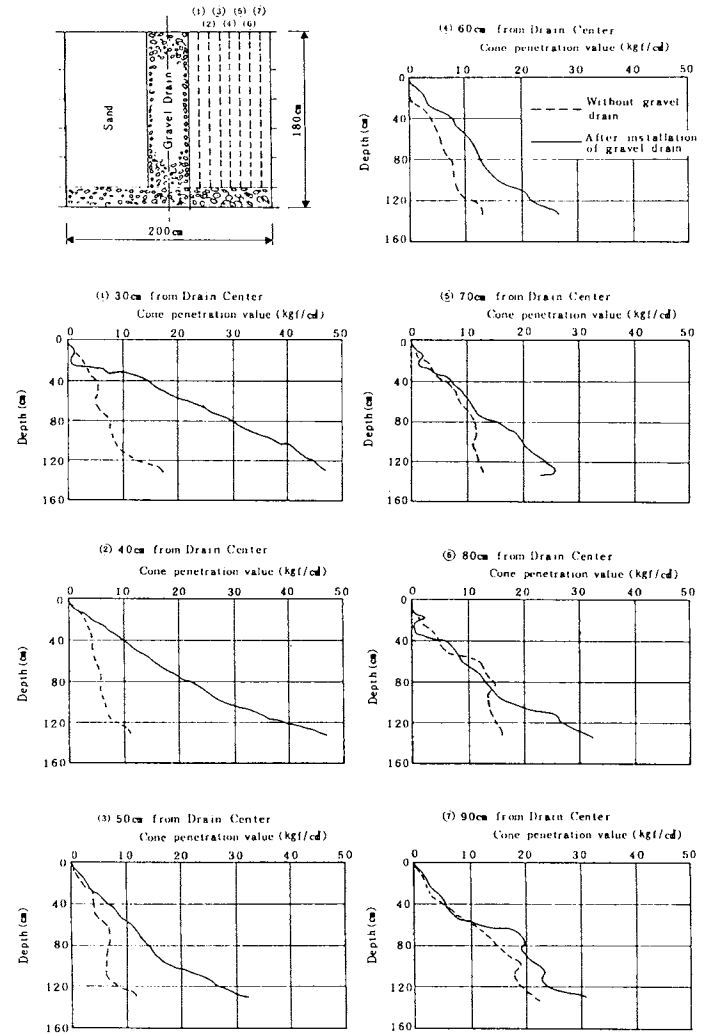 (1) (3) (5) (7)
(2) (4) (6)
Sand
Gravel Drain
180cm
200cm
(4) 60cm from Drain Center
Cone penetration value (kgf/cm²)
0 10 20 30 40 50
Depth(cm)
0
40
80
120
160
Without gravel
drain
After installation
of gravel drain
(1) 30cm from Drain Center
Cone penetration value (kgf/cm²)
0 10 20 30 40 50
Depth(cm)
0
40
80
120
160
(5) 70cm from Drain Center
Cone penetration value (kgf/cm²)
0 10 20 30 40 50
Depth(cm)
0
40
80
120
160
(2) 40cm from Drain Center
Cone penetration value (kgf/cm²)
0 10 20 30 40 50
Depth(cm)
0
40
80
120
160
(6) 80cm from Drain Center
Cone penetration value (kgf/cm²)
0 10 20 30 40 50
Depth(cm)
0
40
80
120
160
(3) 50cm from Drain Center
Cone penetration value (kgf/cm²)
0 10 20 30 40 50
Depth(cm)
0
40
80
120
160
(7) 90cm from Drain Center
Cone penetration value (kgf/cm²)
0 10 20 30 40 50
Depth(cm)
0
40
80
120
160